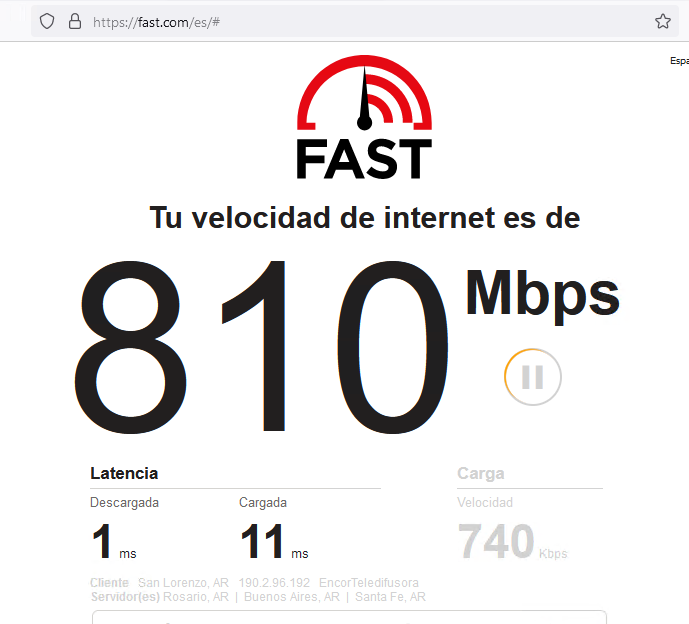 https://fast.com/es/#
Espa
FAST
Tu velocidad de internet es de
810 Mbps
Latencia Carga
Descargada Cargada Velocidad
1 ms 11 ms 740 Kbps
Cliente San Lorenzo, AR 190.2.96.192 EncorTeledifusora
Servidor(es) Rosario, AR | Buenos Aires, AR | Santa Fe, AR